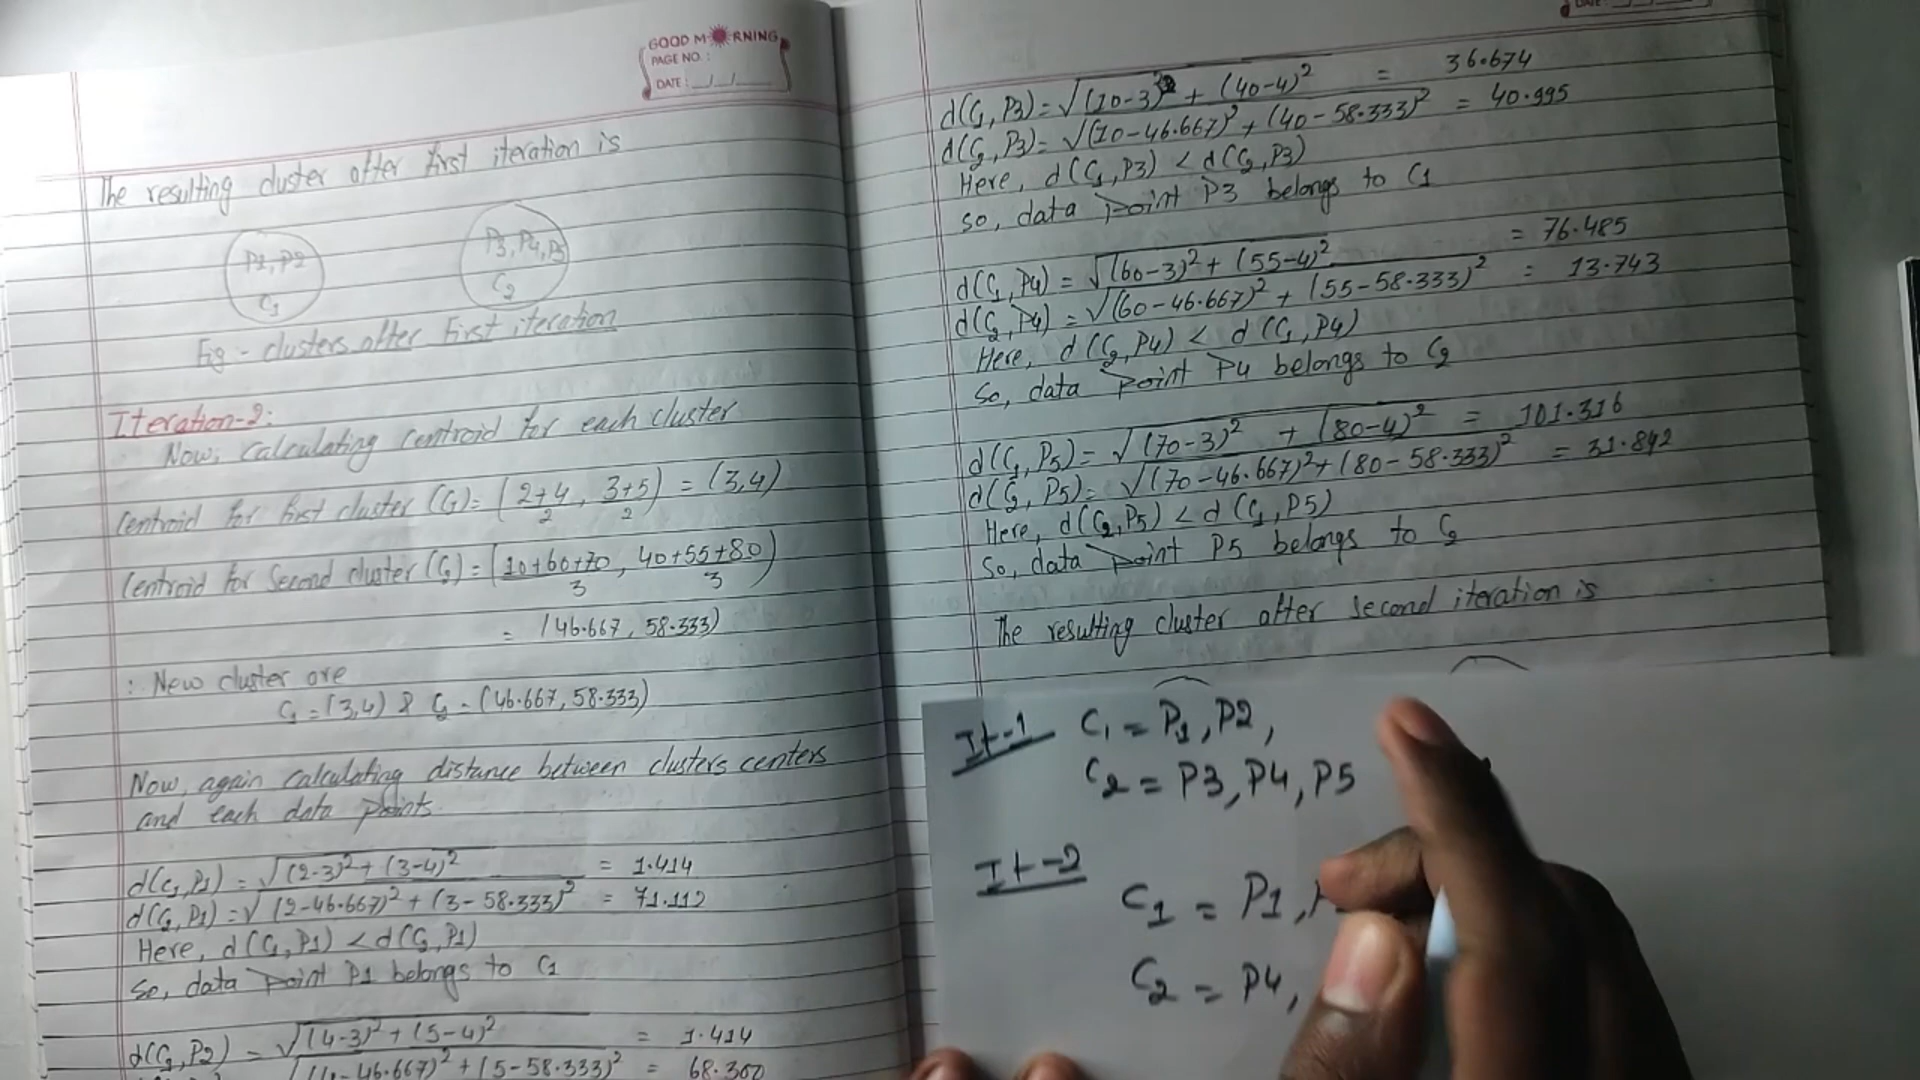 GOOD MORNING
PAGE NO.:
DATE: __/__/____
The resulting cluster after first iteration is
P1, P2
C1
P3, P4, P5
C2
Fig - clusters after First iteration
Iteration-2:
Now, calculating centroid for each cluster
Centroid for first cluster (C1) = (2+4/2, 3+5/2) = (3,4)
Centroid for Second cluster (C2) = (10+60+70/3, 40+55+80/3)
= (46.667, 58.333)
∴ New cluster are
C1 = (3,4) & C2 = (46.667, 58.333)
Now, again calculating distance between clusters centers
and each data points.
d(C1, P1) = √(2-3)² + (3-4)² = 1.414
d(C2, P1) = √(2-46.667)² + (3-58.333)² = 71.112
Here, d(C1, P1) < d(C2, P1)
So, data point P1 belongs to C1
d(C1, P2) = √(4-3)² + (5-4)² = 1.414
-46.667)² + (5-58.333)² = 68.300
DATE:
d(C1, P3) = √(10-3)² + (40-4)² = 36.674
d(C2, P3) = √(10-46.667)² + (40-58.333)² = 40.995
Here, d(C1, P3) < d(C2, P3)
so, data point P3 belongs to C1
d(C1, P4) = √(60-3)² + (55-4)² = 76.485
d(C2, P4) = √(60-46.667)² + (55-58.333)² = 13.743
Here, d(C2, P4) < d(C1, P4)
So, data point P4 belongs to C2
d(C1, P5) = √(70-3)² + (80-4)² = 101.316
d(C2, P5) = √(70-46.667)² + (80-58.333)² = 31.842
Here, d(C2, P5) < d(C1, P5)
So, data point P5 belongs to C2
The resulting cluster after second iteration is
It-1 C1 = P1, P2,
C2 = P3, P4, P5
It-2
C1 = P1,
C2 = P4,